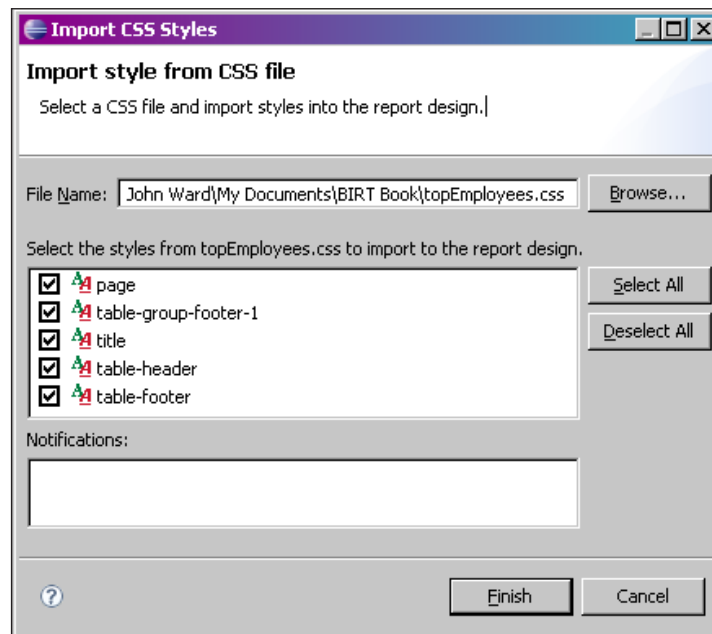 Import CSS Styles
Import style from CSS file
Select a CSS file and import styles into the report design.
File Name: John Ward\My Documents\BIRT Book\topEmployees.css Browse...
Select the styles from topEmployees.css to import to the report design.
page
table-group-footer-1
title
table-header
table-footer
Select All
Deselect All
Notifications:
Finish Cancel